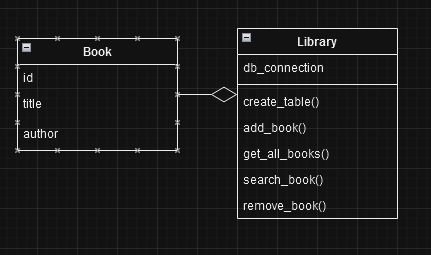 Book
id
title
author
Library
db_connection
create_table()
add_book()
get_all_books()
search_book()
remove_book()